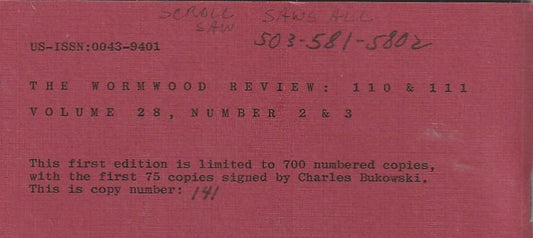 SCROLL SAWS ALL
SAW
503-581-5802
US-ISSN:0043-9401
THE WORMWOOD REVIEW: 110 & 111
VOLUME 28, NUMBER 2 & 3
This first edition is limited to 700 numbered copies,
with the first 75 copies signed by Charles Bukowski.
This is copy number: 141